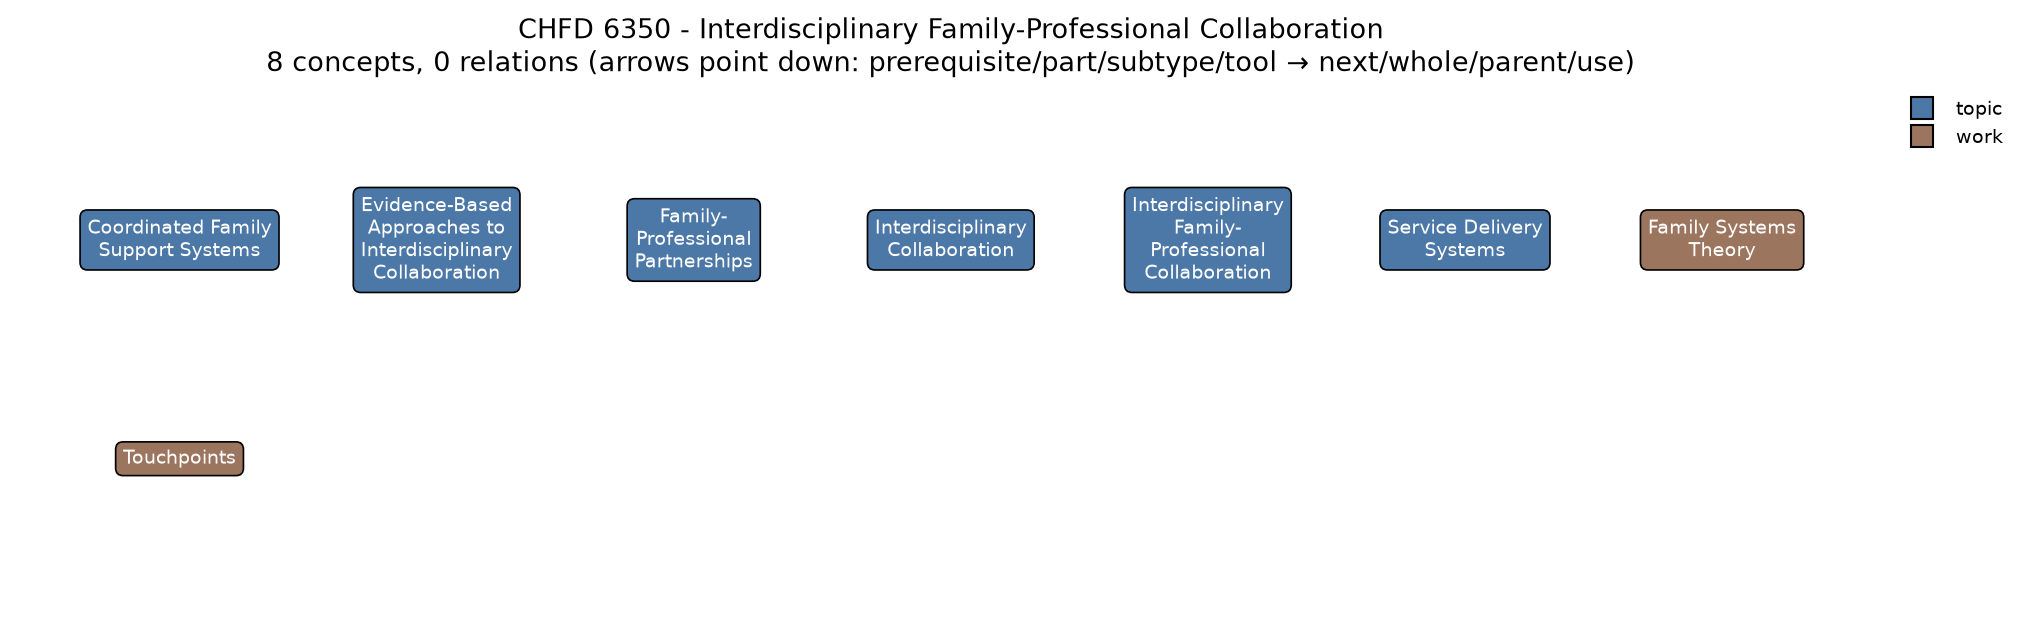 CHFD 6350 - Interdisciplinary Family-Professional Collaboration
8 concepts, 0 relations (arrows point down: prerequisite/part/subtype/tool → next/whole/parent/use)
topic
work
Coordinated Family
Support Systems
Evidence-Based
Approaches to
Interdisciplinary
Collaboration
Family-
Professional
Partnerships
Interdisciplinary
Collaboration
Interdisciplinary
Family-
Professional
Collaboration
Service Delivery
Systems
Family Systems
Theory
Touchpoints